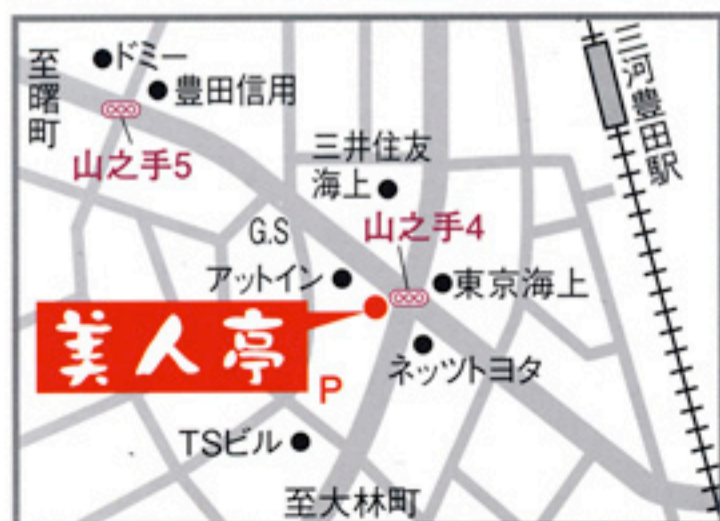 至曙町
ドミー
豊田信用
山之手5
三井住友
海上
三河豊田駅
G.S
山之手4
アットイン
東京海上
美人亭
P
ネッツトヨタ
TSビル
至大林町